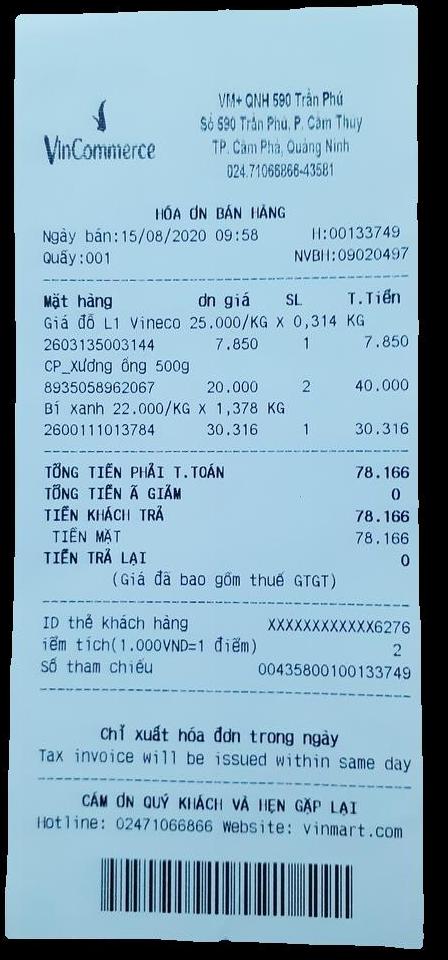 VinCommerce
VM+ QNH 590 Trần Phú
Số 590 Trần Phú, P. Cẩm Thuỷ
TP. Cẩm Phả, Quảng Ninh
024.71066866-43581
HÓA ƠN BÁN HÀNG
Ngày bán:15/08/2020 09:58 H:00133749
Quầy:001 NVBH:09020497
Mặt hàng ơn giá SL T.Tiền
Giá đỗ L1 Vineco 25.000/KG X 0,314 KG
2603135003144 7.850 1 7.850
CP_Xương ống 500g
8935058962067 20.000 2 40.000
Bí xanh 22.000/KG X 1,378 KG
2600111013784 30.316 1 30.316
TỔNG TIỀN PHẢI T.TOÁN 78.166
TỔNG TIỀN Ã GIẢM 0
TIỀN KHÁCH TRẢ 78.166
TIỀN MẶT 78.166
TIỀN TRẢ LẠI 0
(Giá đã bao gồm thuế GTGT)
ID thẻ khách hàng XXXXXXXXXXXX6276
iểm tích(1.000VND=1 điểm) 2
Số tham chiếu 00435800100133749
Chỉ xuất hóa đơn trong ngày
Tax invoice will be issued within same day
CẢM ƠN QUÝ KHÁCH VÀ HẸN GẶP LẠI
Hotline: 02471066866 Website: vinmart.com